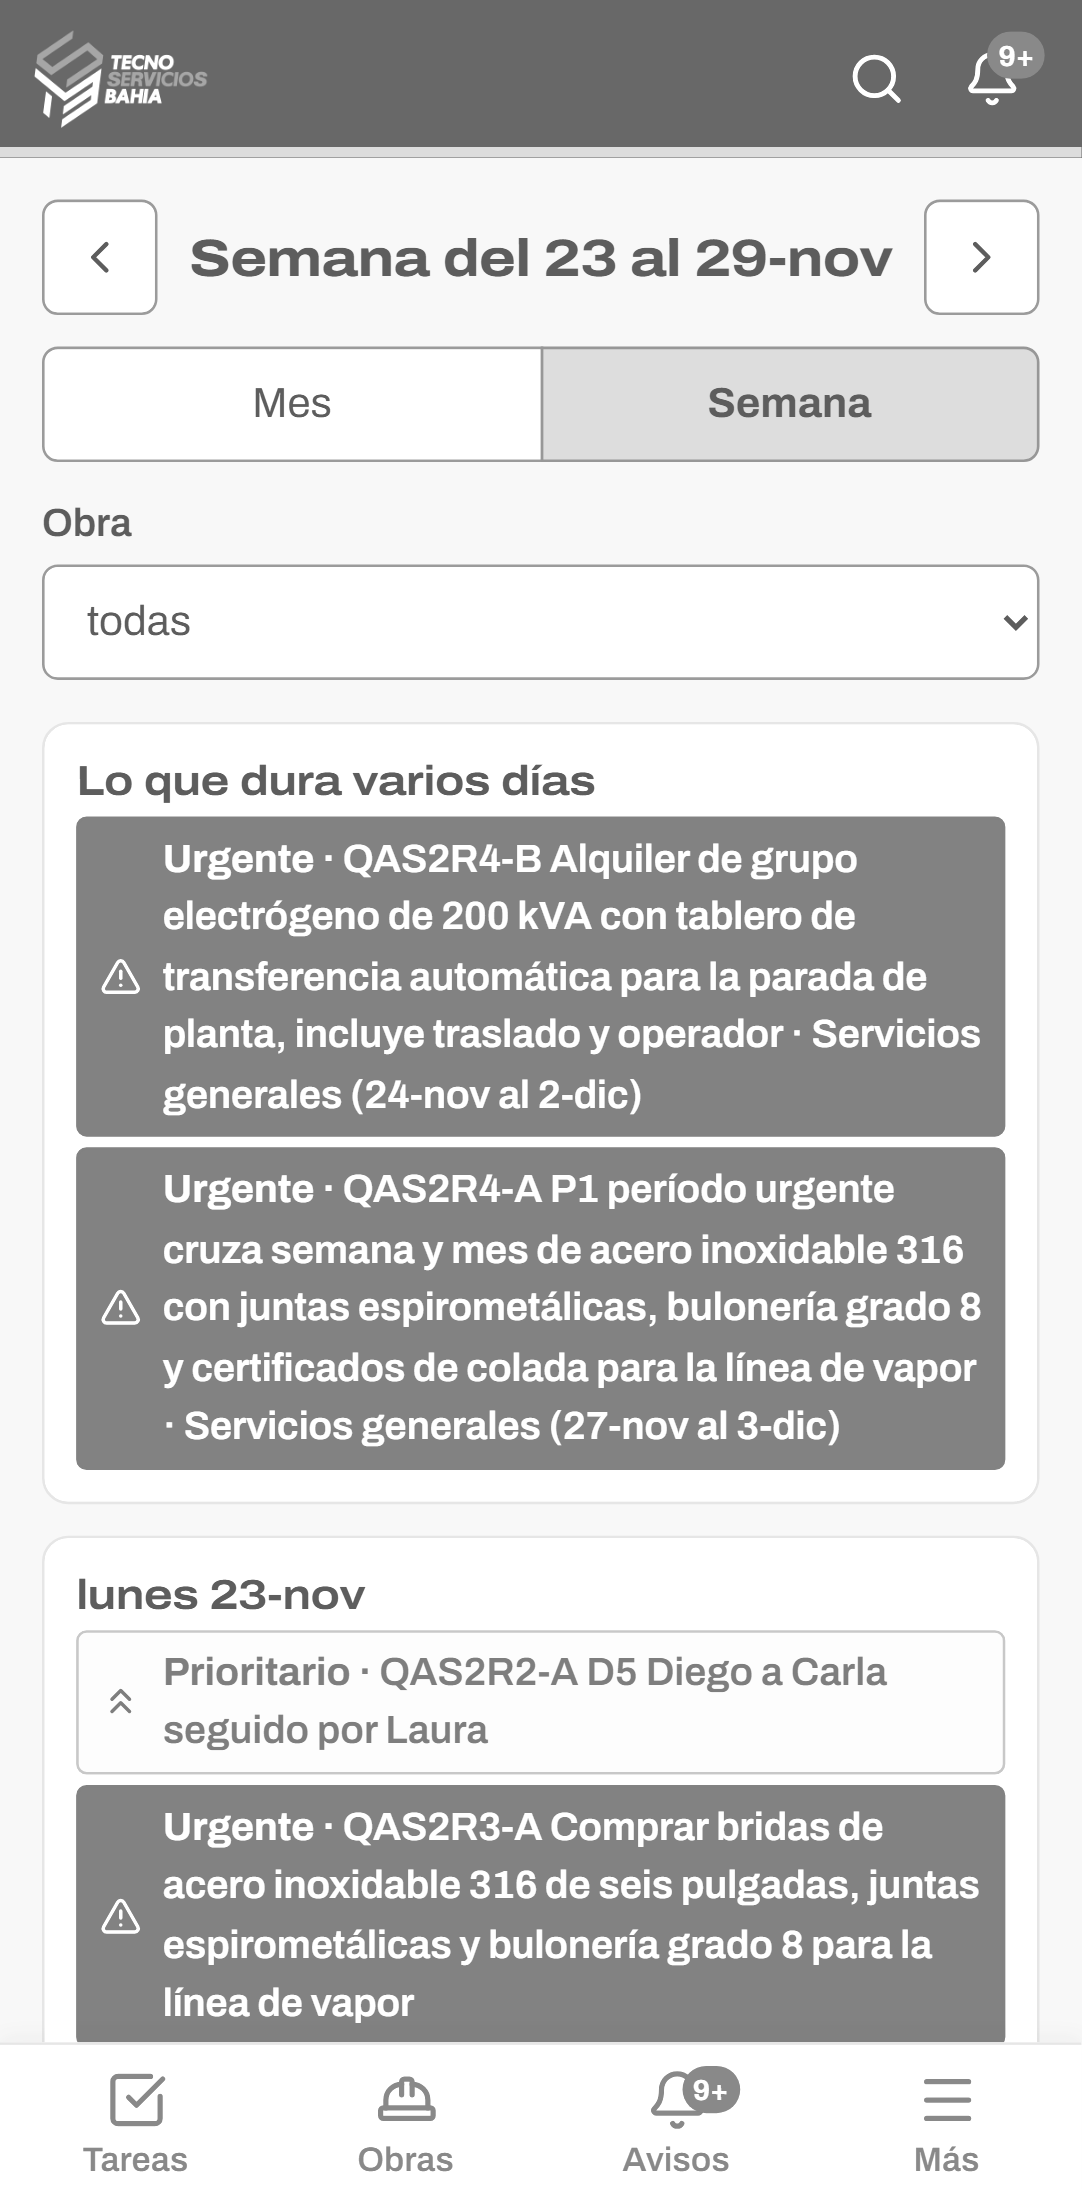 TECNO
SERVICIOS
BAHIA
9+
Semana del 23 al 29-nov
Mes
Semana
Obra
todas
Lo que dura varios días
Urgente · QAS2R4-B Alquiler de grupo
electrógeno de 200 kVA con tablero de
transferencia automática para la parada de
planta, incluye traslado y operador · Servicios
generales (24-nov al 2-dic)
Urgente · QAS2R4-A P1 período urgente
cruza semana y mes de acero inoxidable 316
con juntas espirometálicas, bulonería grado 8
y certificados de colada para la línea de vapor
· Servicios generales (27-nov al 3-dic)
lunes 23-nov
Prioritario · QAS2R2-A D5 Diego a Carla
seguido por Laura
Urgente · QAS2R3-A Comprar bridas de
acero inoxidable 316 de seis pulgadas, juntas
espirometálicas y bulonería grado 8 para la
línea de vapor
9+
Tareas
Obras
Avisos
Más